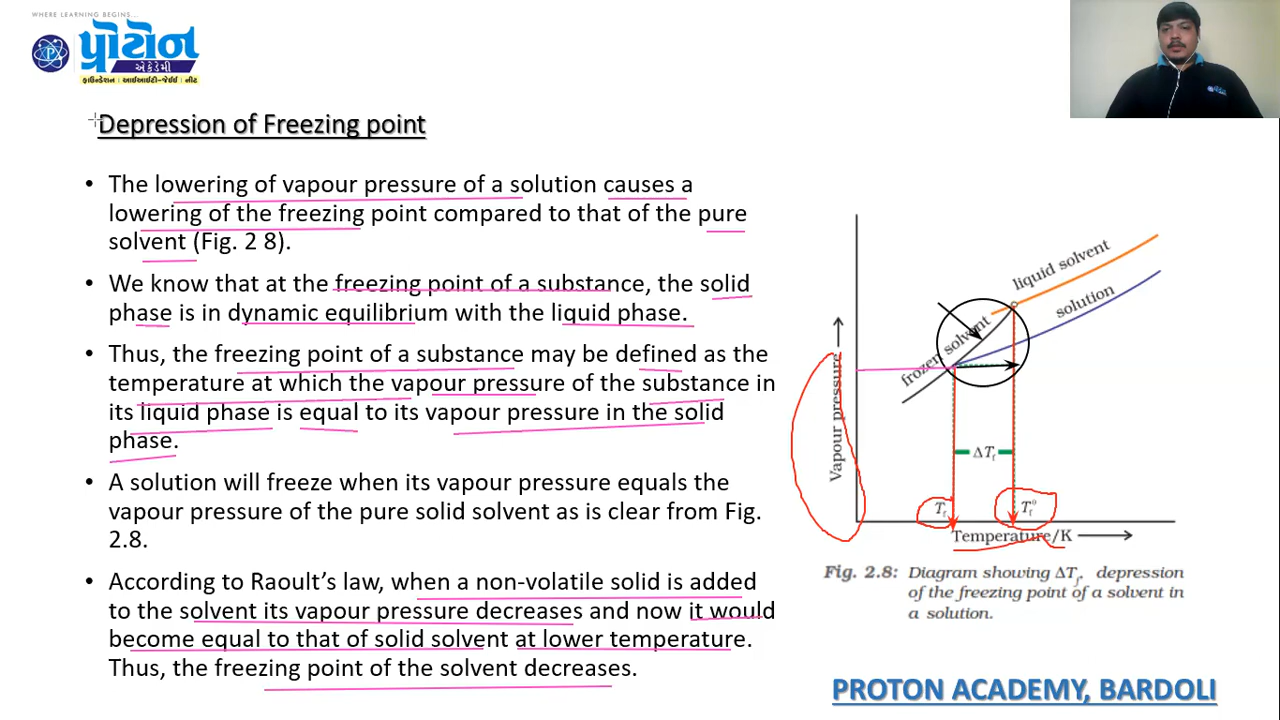 WHERE LEARNING BEGINS...
પ્રોટોન
એકેડેમી
ફાઉન્ડેશન | આઈઆઈટી-જેઈઈ | નીટ
Depression of Freezing point
• The lowering of vapour pressure of a solution causes a
lowering of the freezing point compared to that of the pure
solvent (Fig. 2 8).
• We know that at the freezing point of a substance, the solid
phase is in dynamic equilibrium with the liquid phase.
• Thus, the freezing point of a substance may be defined as the
temperature at which the vapour pressure of the substance in
its liquid phase is equal to its vapour pressure in the solid
phase.
• A solution will freeze when its vapour pressure equals the
vapour pressure of the pure solid solvent as is clear from Fig.
2.8.
• According to Raoult’s law, when a non-volatile solid is added
to the solvent its vapour pressure decreases and now it would
become equal to that of solid solvent at lower temperature.
Thus, the freezing point of the solvent decreases.
liquid solvent
solution
frozen solvent
Vapour pressure
ΔTf
Tf
Tf°
Temperature/K
Fig. 2.8: Diagram showing ΔTf, depression
of the freezing point of a solvent in
a solution.
PROTON ACADEMY, BARDOLI